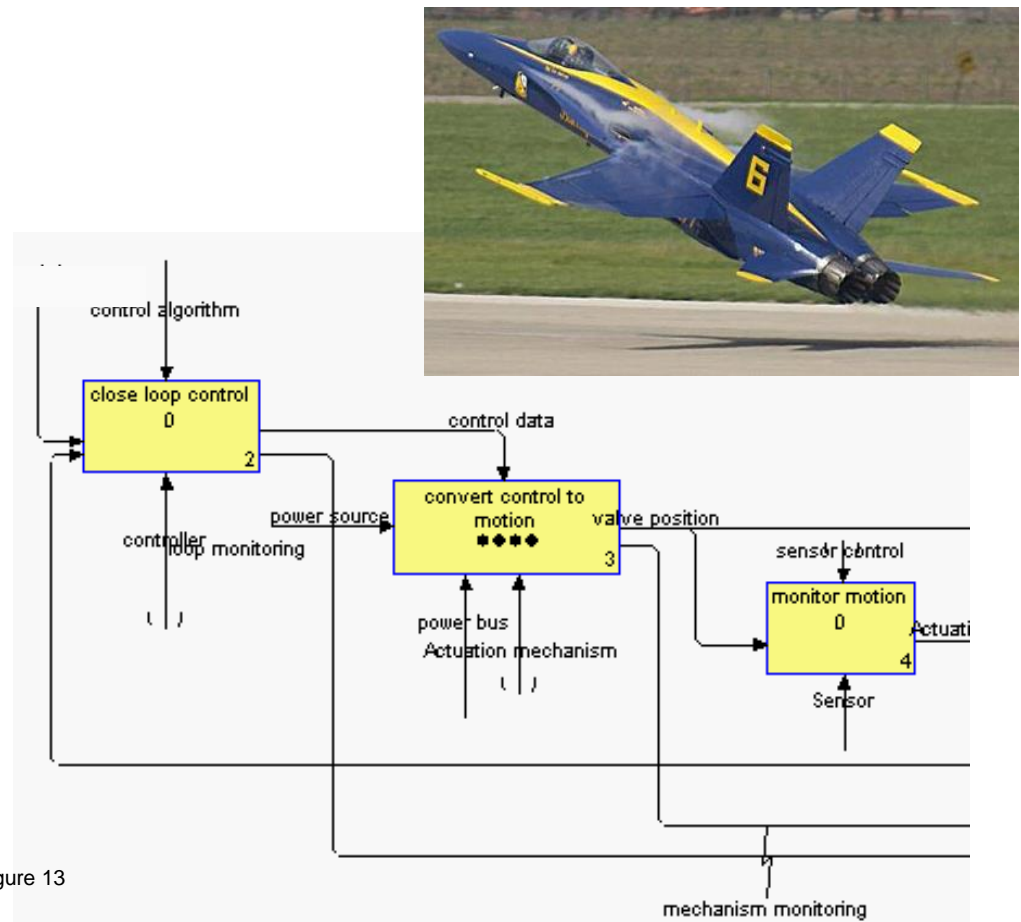 6
control algorithm
close loop control
0
2
control data
convert control to
motion
3
power source
valve position
controller
loop monitoring
sensor control
monitor motion
0
4
power bus
Actuation mechanism
Sensor
gure 13
mechanism monitoring